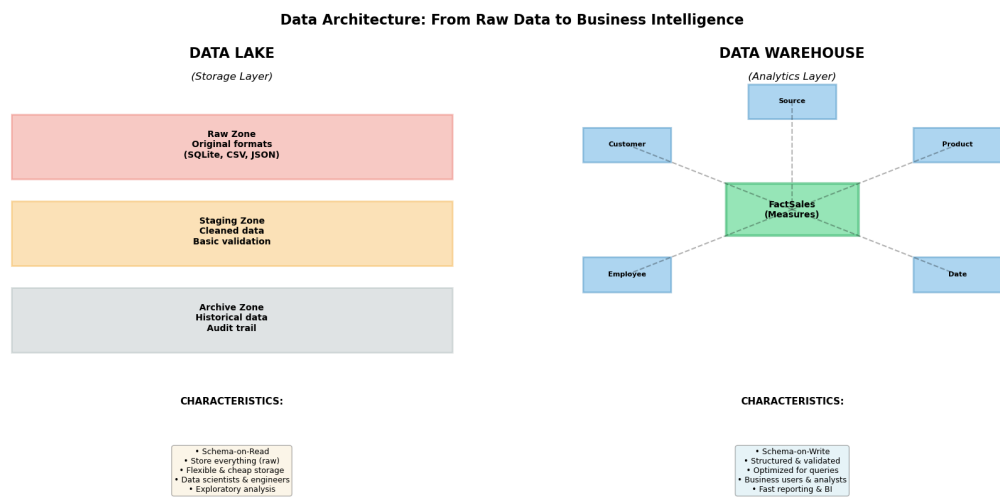 Data Architecture: From Raw Data to Business Intelligence
DATA LAKE
(Storage Layer)
Raw Zone
Original formats
(SQLite, CSV, JSON)
Staging Zone
Cleaned data
Basic validation
Archive Zone
Historical data
Audit trail
CHARACTERISTICS:
• Schema-on-Read
• Store everything (raw)
• Flexible & cheap storage
• Data scientists & engineers
• Exploratory analysis
DATA WAREHOUSE
(Analytics Layer)
Source
Customer
Product
FactSales
(Measures)
Employee
Date
CHARACTERISTICS:
• Schema-on-Write
• Structured & validated
• Optimized for queries
• Business users & analysts
• Fast reporting & BI